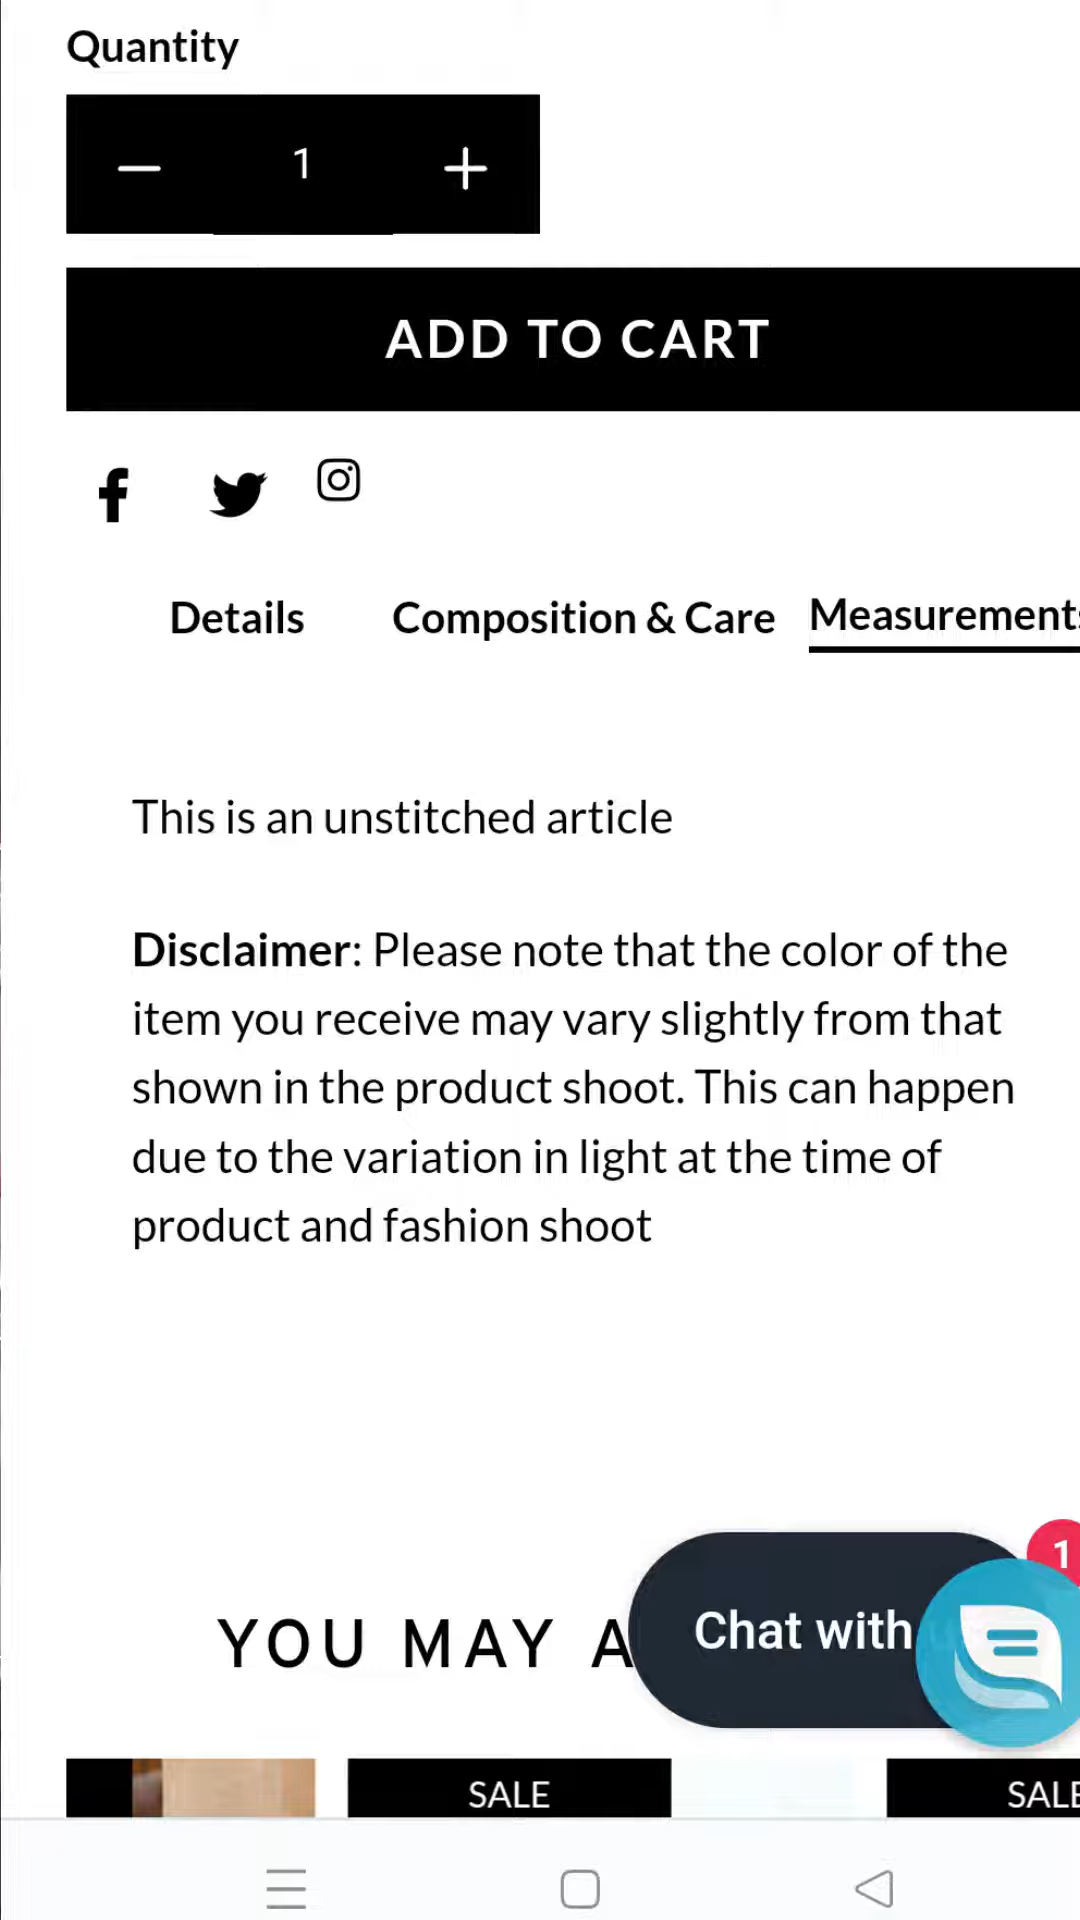 Quantity
1
ADD TO CART
Details Composition & Care Measurements
This is an unstitched article
Disclaimer: Please note that the color of the
item you receive may vary slightly from that
shown in the product shoot. This can happen
due to the variation in light at the time of
product and fashion shoot
1
YOU MAY A
Chat with
SALE SALE